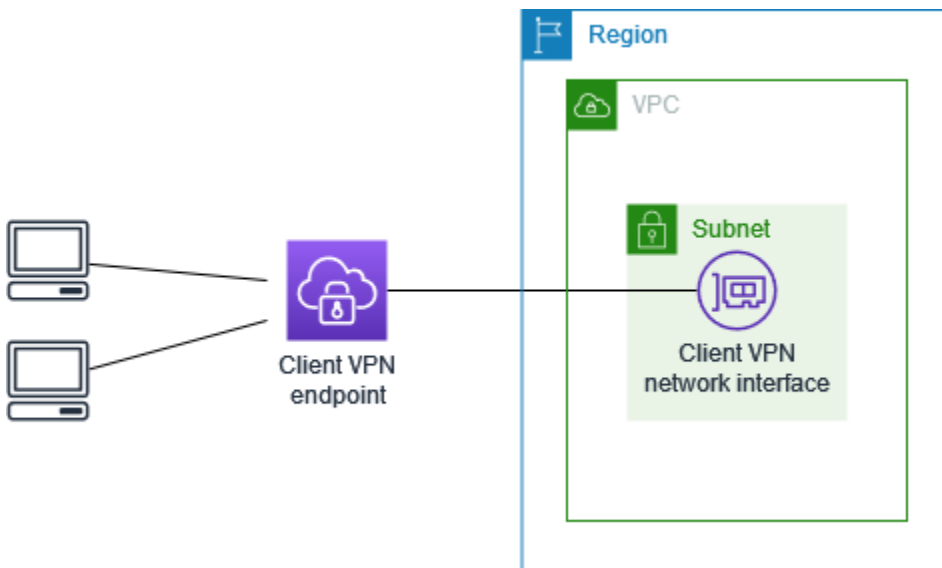 Region
VPC
Subnet
Client VPN
endpoint
Client VPN
network interface